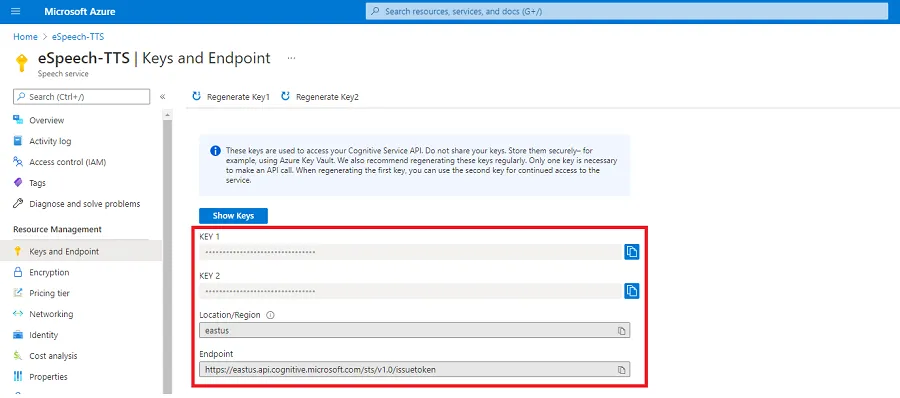 Microsoft Azure
Search resources, services, and docs (G+/)
Home > eSpeech-TTS
eSpeech-TTS | Keys and Endpoint ...
Speech service
Search (Ctrl+/)
«
Regenerate Key1 Regenerate Key2
Overview
Activity log
Access control (IAM)
Tags
Diagnose and solve problems
Resource Management
Keys and Endpoint
Encryption
Pricing tier
Networking
Identity
Cost analysis
Properties
These keys are used to access your Cognitive Service API. Do not share your keys. Store them securely– for
example, using Azure Key Vault. We also recommend regenerating these keys regularly. Only one key is necessary
to make an API call. When regenerating the first key, you can use the second key for continued access to the
service.
Show Keys
KEY 1
•••••••••••••••••••••••••••••••
KEY 2
•••••••••••••••••••••••••••••••
Location/Region
eastus
Endpoint
https://eastus.api.cognitive.microsoft.com/sts/v1.0/issuetoken